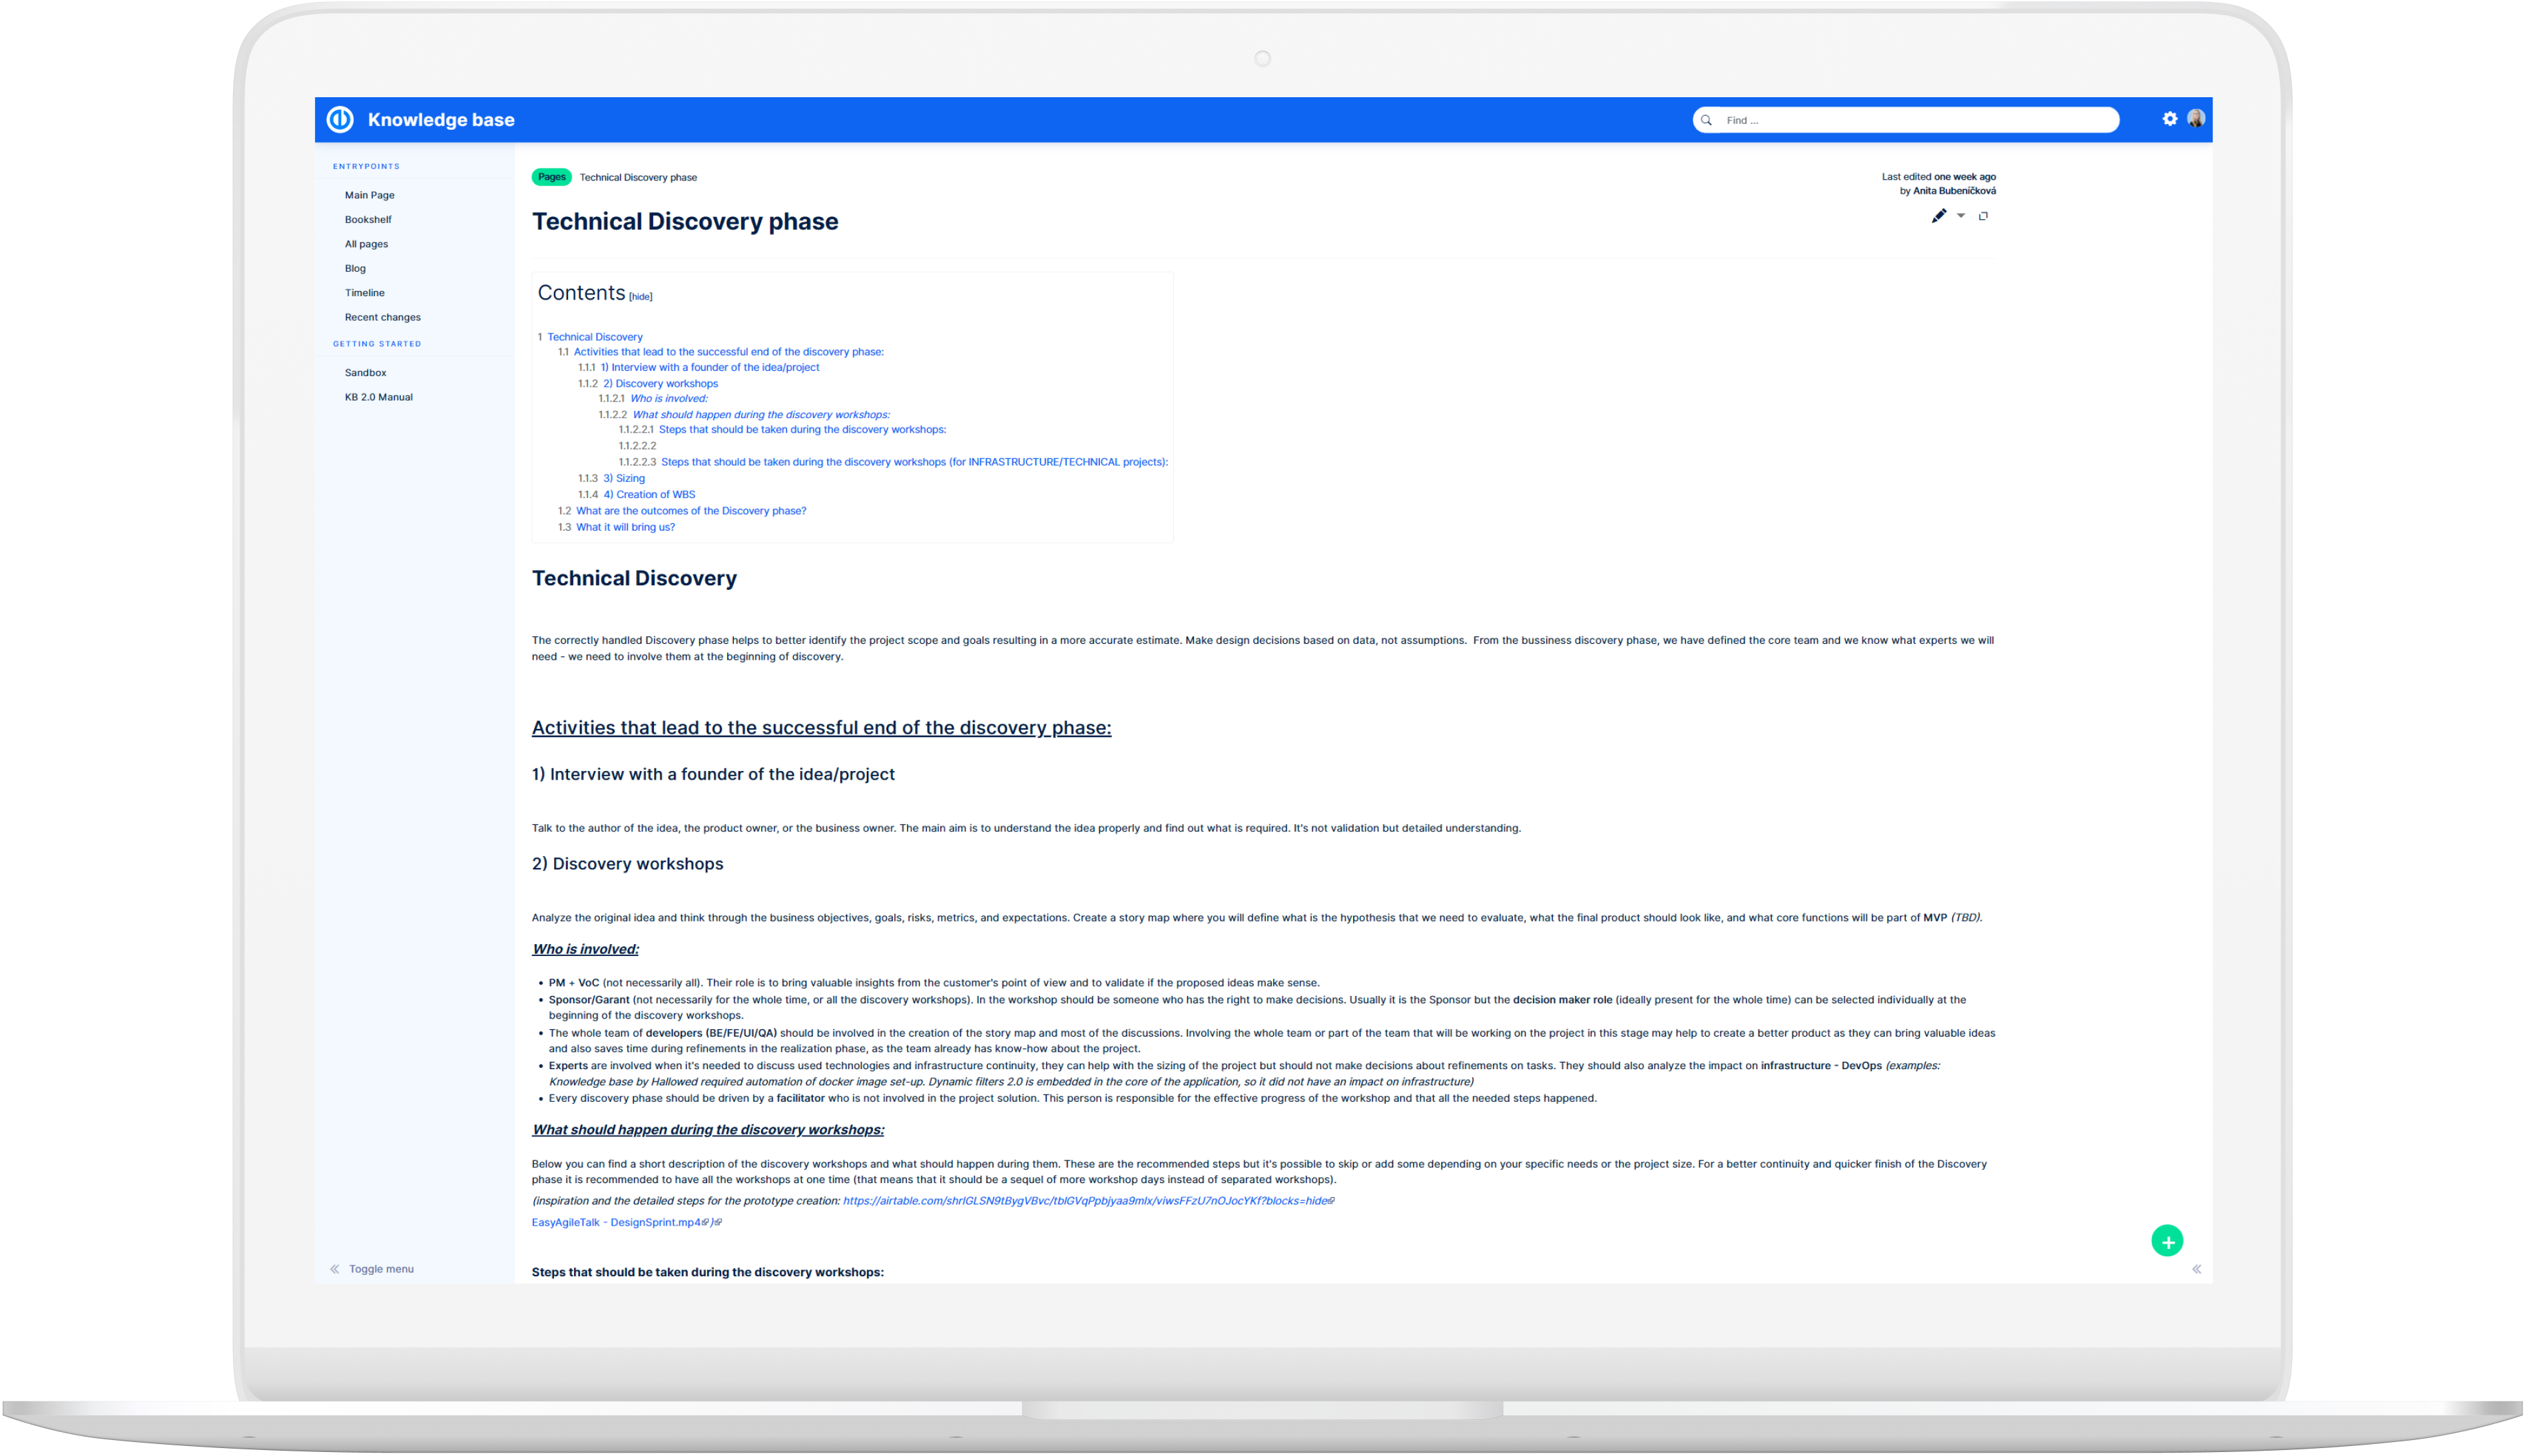 Knowledge base
Find ...
ENTRYPOINTS
Main Page
Bookshelf
All pages
Blog
Timeline
Recent changes
GETTING STARTED
Sandbox
KB 2.0 Manual
Toggle menu
Pages Technical Discovery phase
Last edited one week ago
by Anita Bubeníčková
Technical Discovery phase
Contents [hide]
1 Technical Discovery
1.1 Activities that lead to the successful end of the discovery phase:
1.1.1 1) Interview with a founder of the idea/project
1.1.2 2) Discovery workshops
1.1.2.1 Who is involved:
1.1.2.2 What should happen during the discovery workshops:
1.1.2.2.1 Steps that should be taken during the discovery workshops:
1.1.2.2.2
1.1.2.2.3 Steps that should be taken during the discovery workshops (for INFRASTRUCTURE/TECHNICAL projects):
1.1.3 3) Sizing
1.1.4 4) Creation of WBS
1.2 What are the outcomes of the Discovery phase?
1.3 What it will bring us?
Technical Discovery
The correctly handled Discovery phase helps to better identify the project scope and goals resulting in a more accurate estimate. Make design decisions based on data, not assumptions. From the bussiness discovery phase, we have defined the core team and we know what experts we will
need - we need to involve them at the beginning of discovery.
Activities that lead to the successful end of the discovery phase:
1) Interview with a founder of the idea/project
Talk to the author of the idea, the product owner, or the business owner. The main aim is to understand the idea properly and find out what is required. It's not validation but detailed understanding.
2) Discovery workshops
Analyze the original idea and think through the business objectives, goals, risks, metrics, and expectations. Create a story map where you will define what is the hypothesis that we need to evaluate, what the final product should look like, and what core functions will be part of MVP (TBD).
Who is involved:
• PM + VoC (not necessarily all). Their role is to bring valuable insights from the customer's point of view and to validate if the proposed ideas make sense.
• Sponsor/Garant (not necessarily for the whole time, or all the discovery workshops). In the workshop should be someone who has the right to make decisions. Usually it is the Sponsor but the decision maker role (ideally present for the whole time) can be selected individually at the
beginning of the discovery workshops.
• The whole team of developers (BE/FE/UI/QA) should be involved in the creation of the story map and most of the discussions. Involving the whole team or part of the team that will be working on the project in this stage may help to create a better product as they can bring valuable ideas
and also saves time during refinements in the realization phase, as the team already has know-how about the project.
• Experts are involved when it's needed to discuss used technologies and infrastructure continuity, they can help with the sizing of the project but should not make decisions about refinements on tasks. They should also analyze the impact on infrastructure - DevOps (examples:
Knowledge base by Hallowed required automation of docker image set-up. Dynamic filters 2.0 is embedded in the core of the application, so it did not have an impact on infrastructure)
• Every discovery phase should be driven by a facilitator who is not involved in the project solution. This person is responsible for the effective progress of the workshop and that all the needed steps happened.
What should happen during the discovery workshops:
Below you can find a short description of the discovery workshops and what should happen during them. These are the recommended steps but it's possible to skip or add some depending on your specific needs or the project size. For a better continuity and quicker finish of the Discovery
phase it is recommended to have all the workshops at one time (that means that it should be a sequel of more workshop days instead of separated workshops).
(inspiration and the detailed steps for the prototype creation: https://airtable.com/shrlGLSN9tBygVBvc/tblGVqPpbjyaa9mlx/viwsFFzU7nOJocYKf?blocks=hide
EasyAgileTalk - DesignSprint.mp4 )
Steps that should be taken during the discovery workshops: